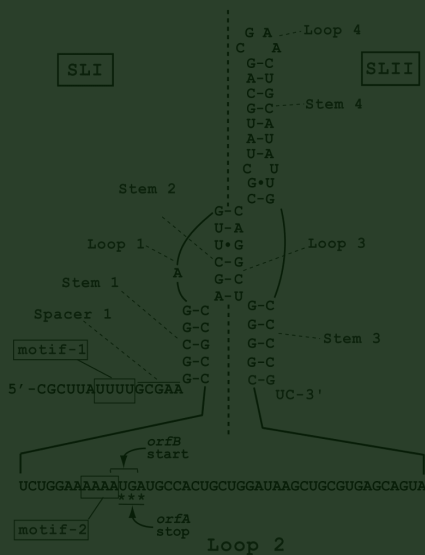 SLI
SLII
G A
C A
G-C
A-U
C-G
G-C
U-A
A-U
U-A
C U
G•U
C-G
Loop 4
Stem 4
Stem 2
Loop 1
Stem 1
Spacer 1
motif-1
G-C
U-A
U•G
C-G
G-C
A-U
A
Loop 3
G-C
G-C
C-G
G-C
G-C
G-C
G-C
G-C
G-C
C-G
Stem 3
5'-CGCUUAUUUUGCGAA
UC-3'
orfB
start
UCUGGAAAAAAUGAUGCCACUGCUGGAUAAGCUGCGUGAGCAGUA
***
motif-2
orfA
stop
Loop 2